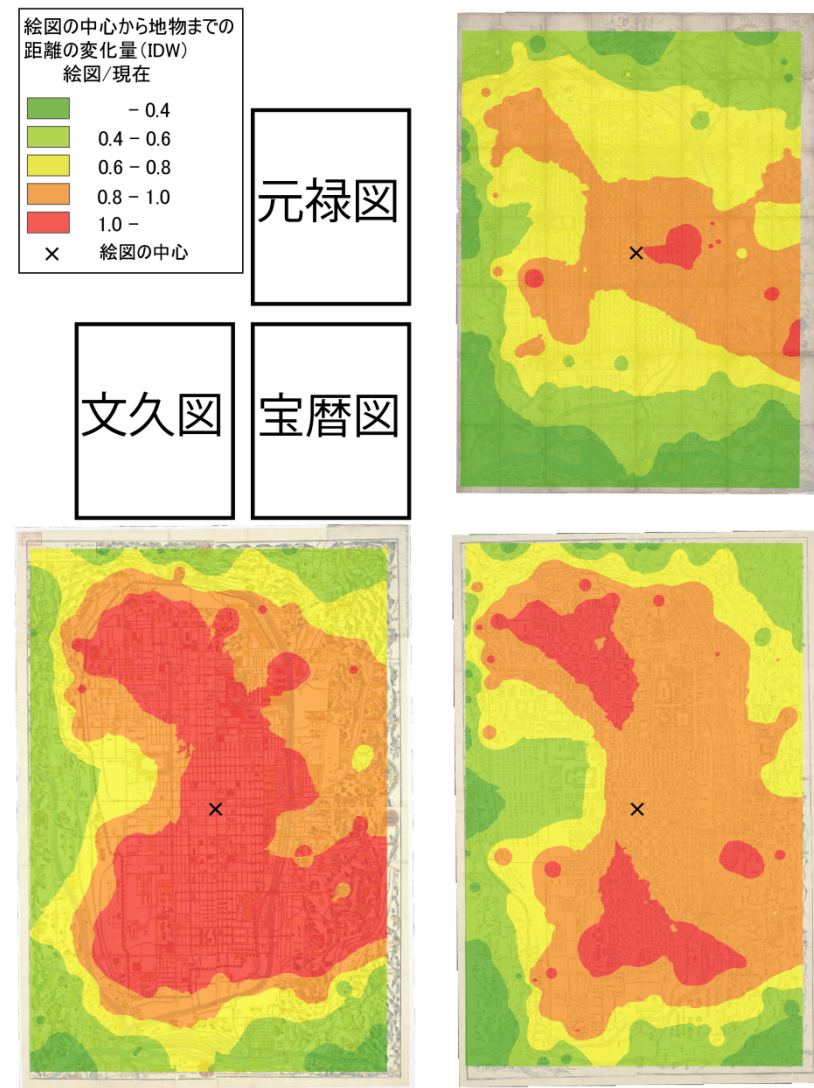 絵図の中心から地物までの
距離の変化量(IDW)
絵図/現在
- 0.4
0.4 - 0.6
0.6 - 0.8
0.8 - 1.0
1.0 -
× 絵図の中心
元禄図
文久図
宝暦図